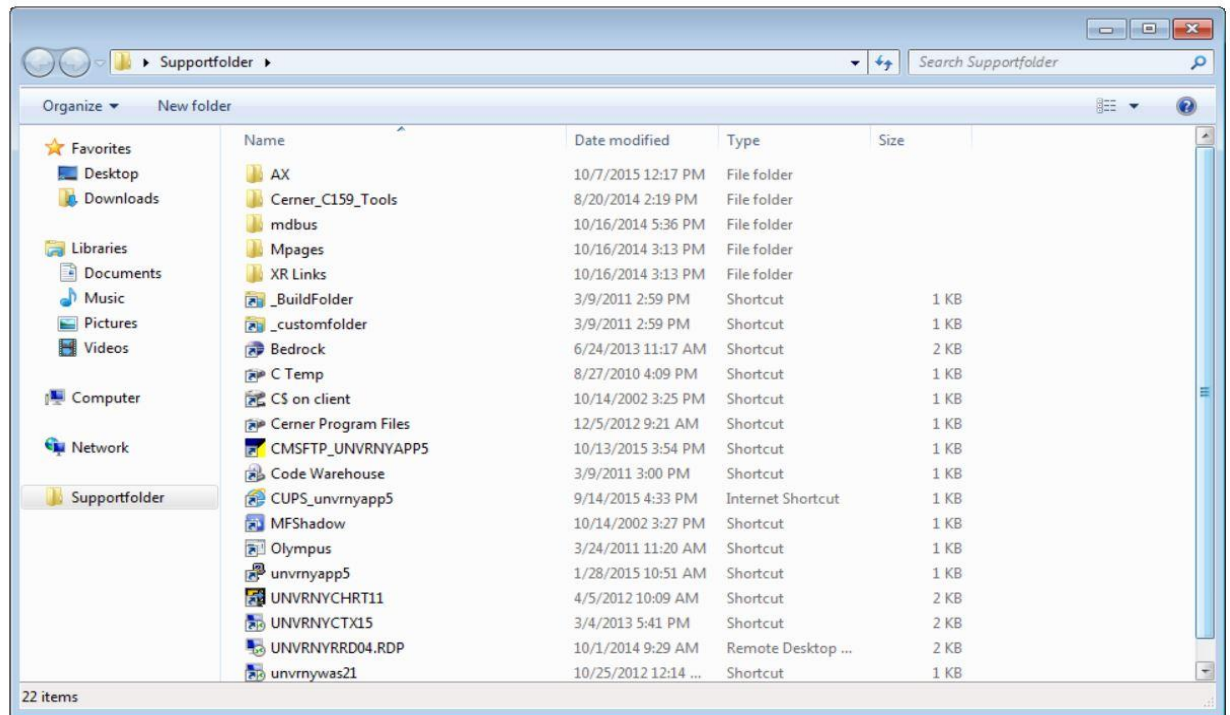 Supportfolder
Search Supportfolder
Organize New folder
Favorites
Desktop
Downloads
Libraries
Documents
Music
Pictures
Videos
Computer
Network
Supportfolder
Name Date modified Type Size
AX 10/7/2015 12:17 PM File folder
Cerner_C159_Tools 8/20/2014 2:19 PM File folder
mdbus 10/16/2014 5:36 PM File folder
Mpages 10/16/2014 3:13 PM File folder
XR Links 10/16/2014 3:13 PM File folder
_BuildFolder 3/9/2011 2:59 PM Shortcut 1 KB
_customfolder 3/9/2011 2:59 PM Shortcut 1 KB
Bedrock 6/24/2013 11:17 AM Shortcut 2 KB
C Temp 8/27/2010 4:09 PM Shortcut 1 KB
C$ on client 10/14/2002 3:25 PM Shortcut 1 KB
Cerner Program Files 12/5/2012 9:21 AM Shortcut 1 KB
CMSFTP_UNVRNYAPP5 10/13/2015 3:54 PM Shortcut 1 KB
Code Warehouse 3/9/2011 3:00 PM Shortcut 1 KB
CUPS_unvrnyapp5 9/14/2015 4:33 PM Internet Shortcut 1 KB
MFShadow 10/14/2002 3:27 PM Shortcut 1 KB
Olympus 3/24/2011 11:20 AM Shortcut 1 KB
unvrnyapp5 1/28/2015 10:51 AM Shortcut 1 KB
UNVRNYCHRT11 4/5/2012 10:09 AM Shortcut 2 KB
UNVRNYCTX15 3/4/2013 5:41 PM Shortcut 2 KB
UNVRNYRRD04.RDP 10/1/2014 9:29 AM Remote Desktop ... 2 KB
unvrnywas21 10/25/2012 12:14 ... Shortcut 1 KB
22 items